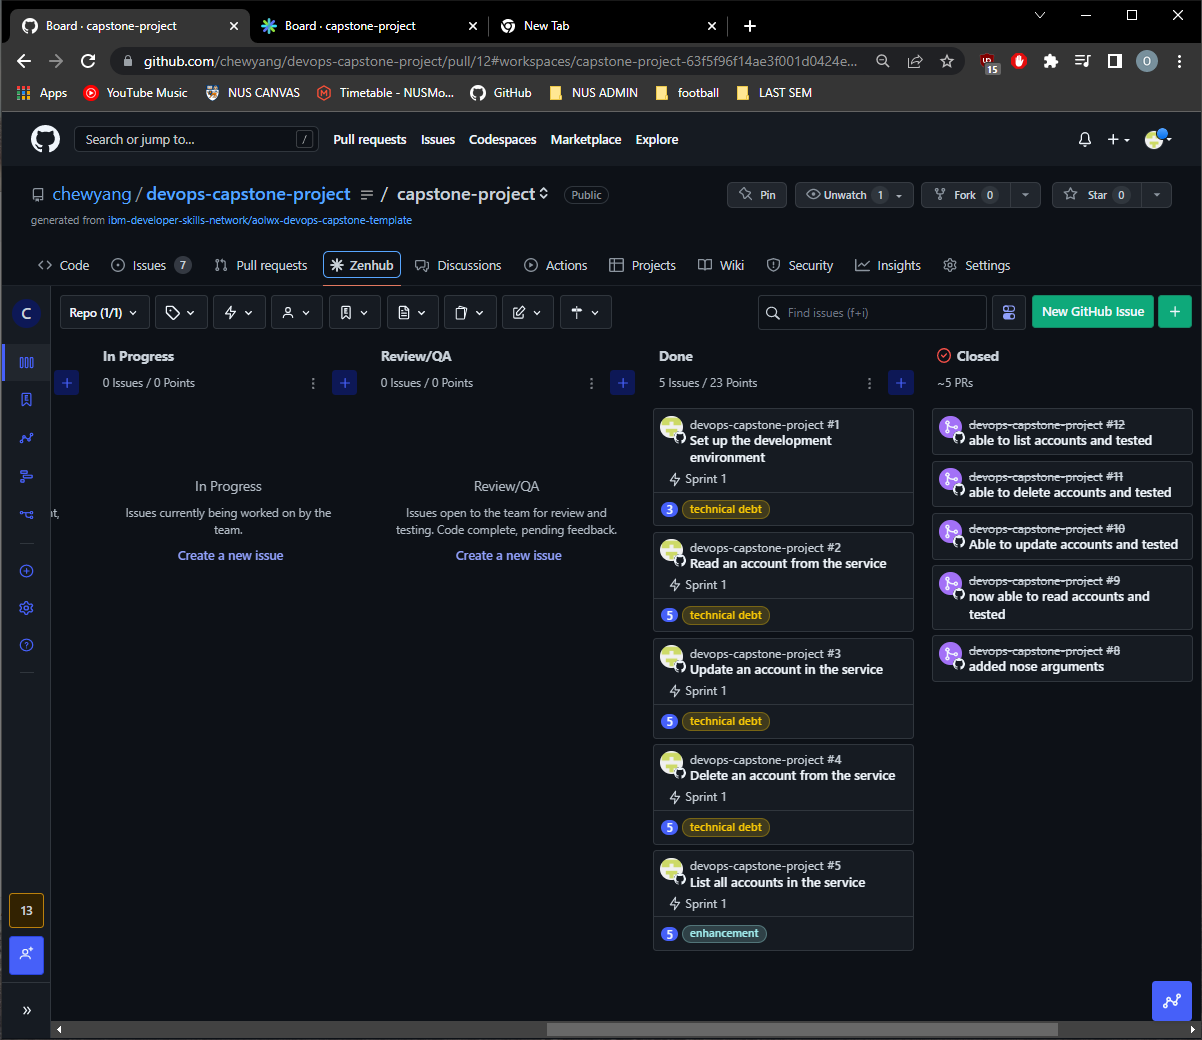 Board · capstone-project
Board · capstone-project
New Tab
github.com/chewyang/devops-capstone-project/pull/12#workspaces/capstone-project-63f5f96f14ae3f001d0424e...
15
O
Apps
YouTube Music
NUS CANVAS
Timetable - NUSMo...
GitHub
NUS ADMIN
football
LAST SEM
Search or jump to...
/
Pull requests
Issues
Codespaces
Marketplace
Explore
chewyang / devops-capstone-project / capstone-project
Public
Pin
Unwatch 1
Fork 0
Star 0
generated from ibm-developer-skills-network/aolwx-devops-capstone-template
Code
Issues 7
Pull requests
Zenhub
Discussions
Actions
Projects
Wiki
Security
Insights
Settings
C
Repo (1/1)
Find issues (f+i)
New GitHub Issue
+
In Progress
0 Issues / 0 Points
In Progress
Issues currently being worked on by the
team.
Create a new issue
Review/QA
0 Issues / 0 Points
Review/QA
Issues open to the team for review and
testing. Code complete, pending feedback.
Create a new issue
Done
5 Issues / 23 Points
devops-capstone-project #1
Set up the development
environment
Sprint 1
3 technical debt
devops-capstone-project #2
Read an account from the service
Sprint 1
5 technical debt
devops-capstone-project #3
Update an account in the service
Sprint 1
5 technical debt
devops-capstone-project #4
Delete an account from the service
Sprint 1
5 technical debt
devops-capstone-project #5
List all accounts in the service
Sprint 1
5 enhancement
Closed
~5 PRs
devops-capstone-project #12
able to list accounts and tested
devops-capstone-project #11
able to delete accounts and tested
devops-capstone-project #10
Able to update accounts and tested
devops-capstone-project #9
now able to read accounts and
tested
devops-capstone-project #8
added nose arguments
13